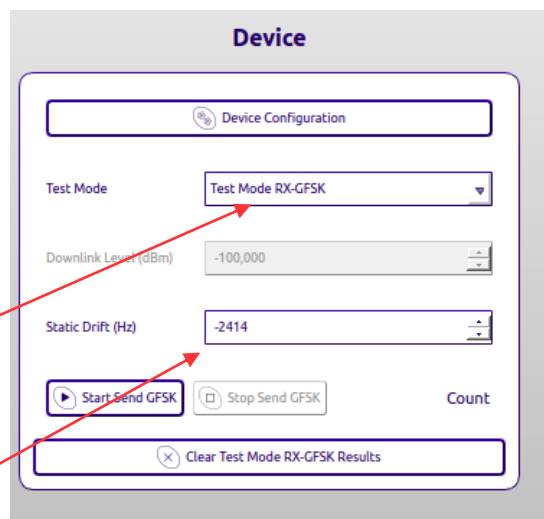 Device
Device Configuration
Test Mode
Test Mode RX-GFSK
Downlink Level (dBm)
-100,000
Static Drift (Hz)
-2414
Start Send GFSK
Stop Send GFSK
Count
Clear Test Mode RX-GFSK Results